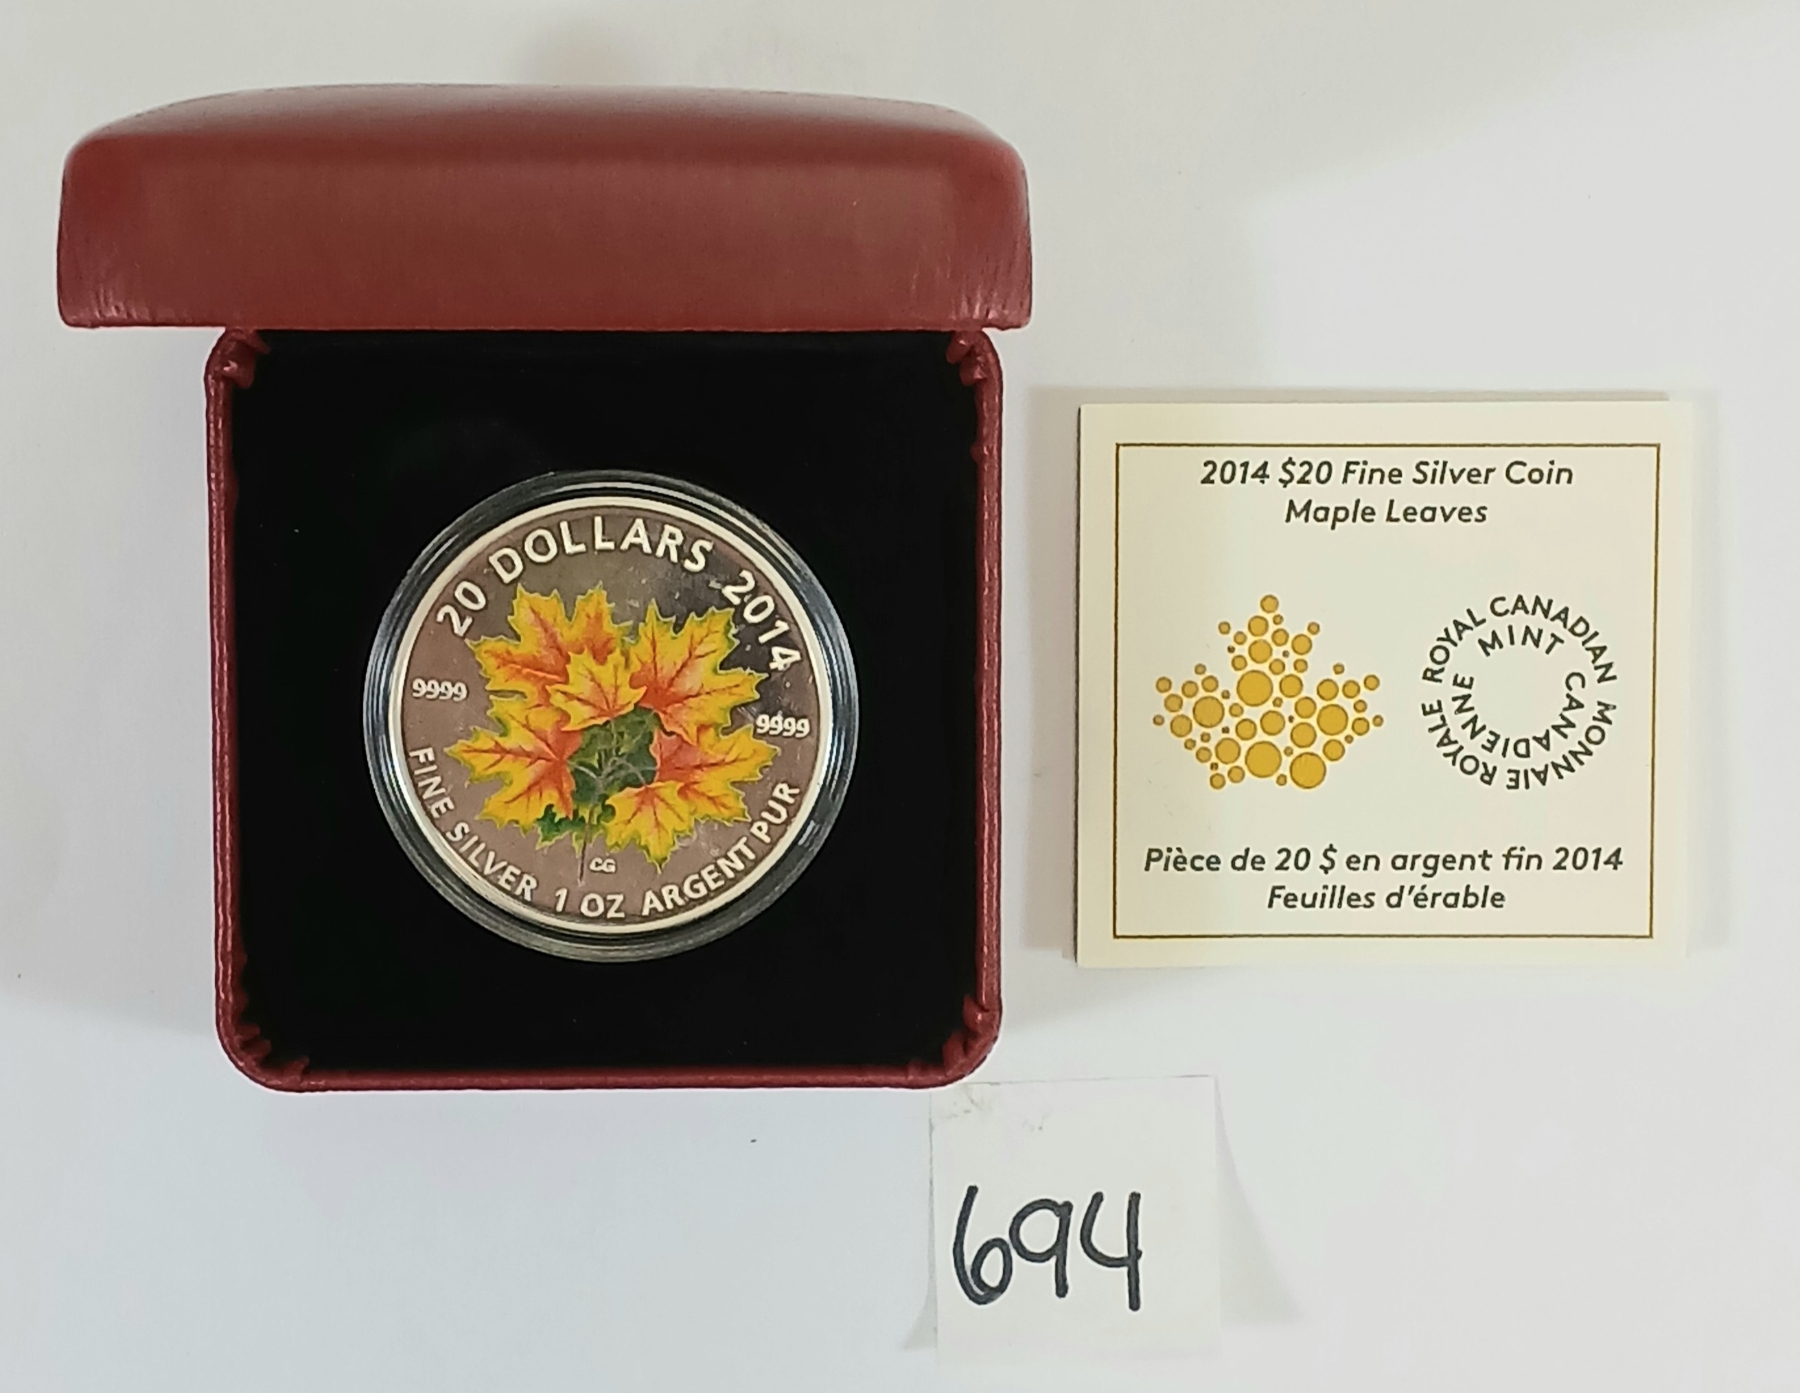 20 DOLLARS 2014
9999
9999
FINE SILVER 1 OZ ARGENT PUR
CG
2014 $20 Fine Silver Coin
Maple Leaves
ROYAL CANADIAN MINT
MONNAIE ROYALE CANADIENNE
Pièce de 20 $ en argent fin 2014
Feuilles d'érable
694